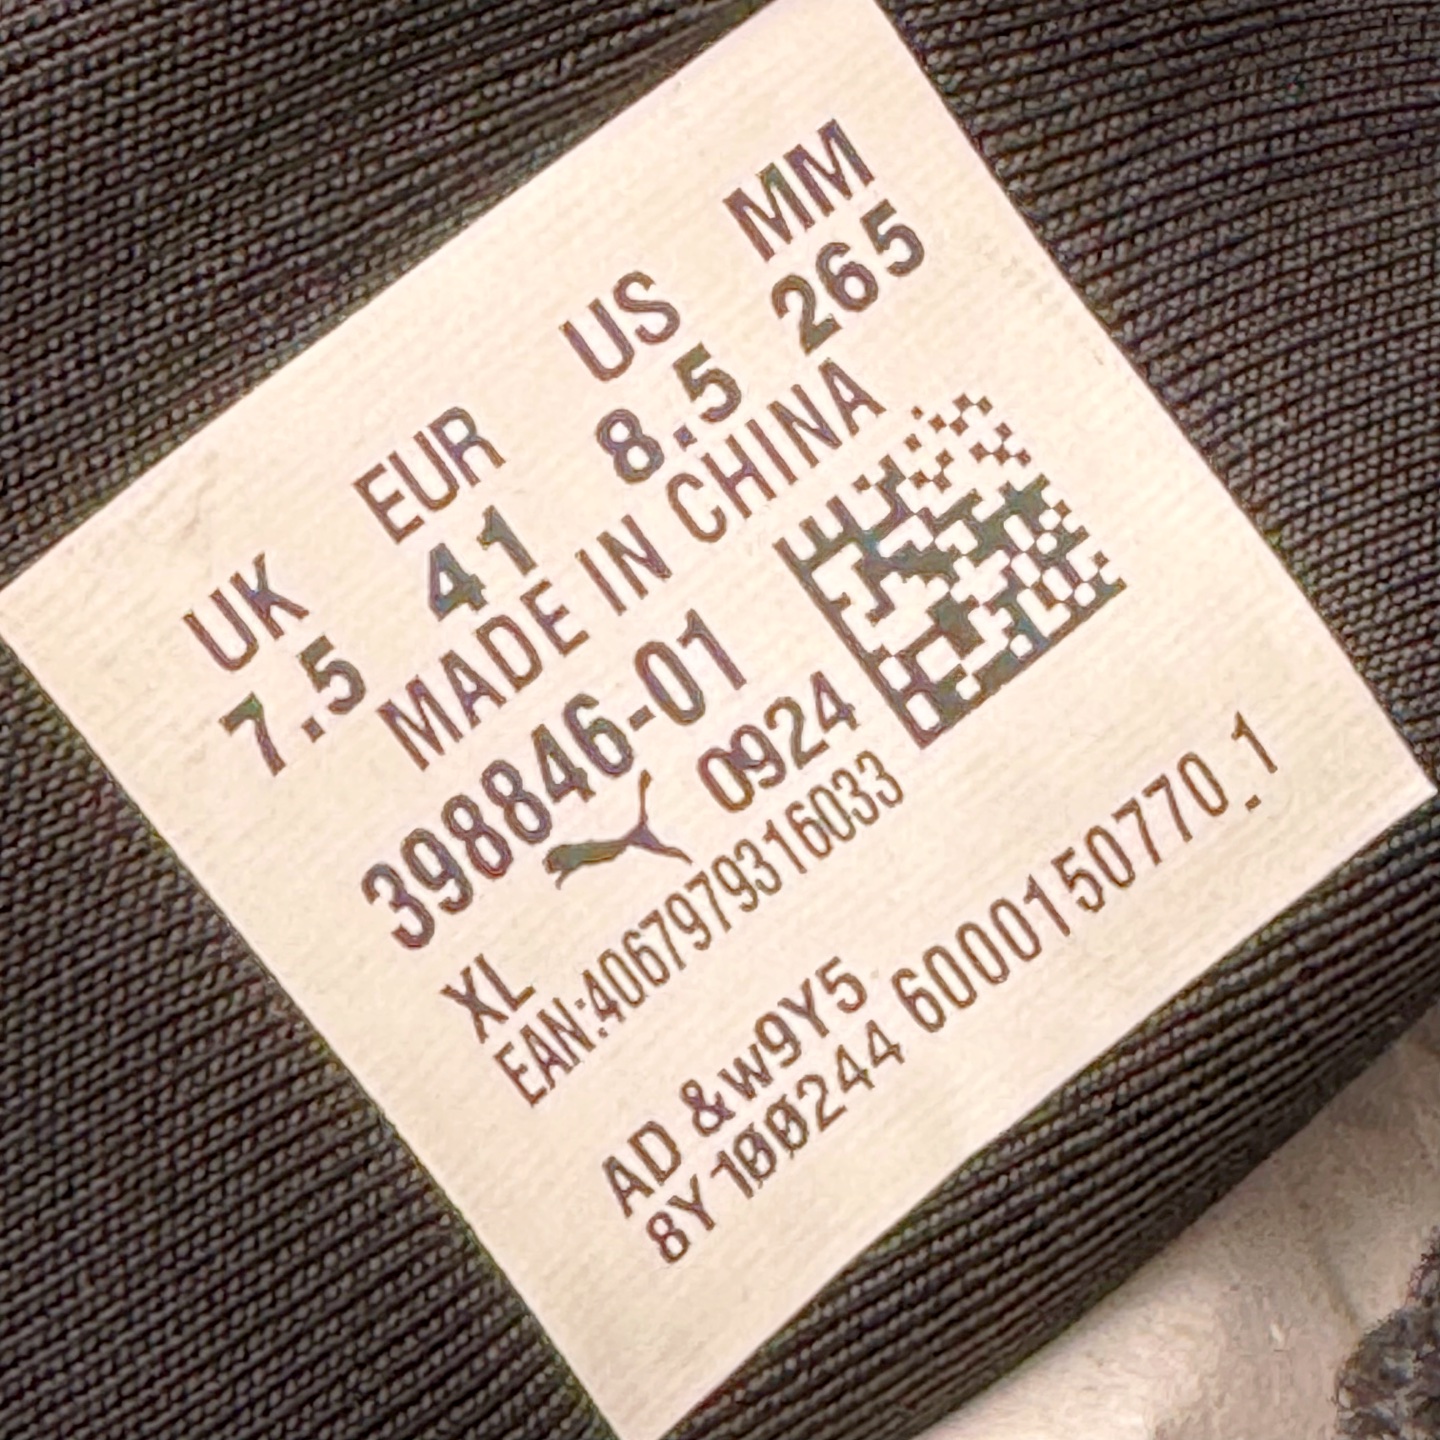 UK EUR US MM
7.5 41 8.5 265
MADE IN CHINA
398846-01
0924
XL
EAN:4067979316033
AD &w9Y5
8Y100244 6000150770_1